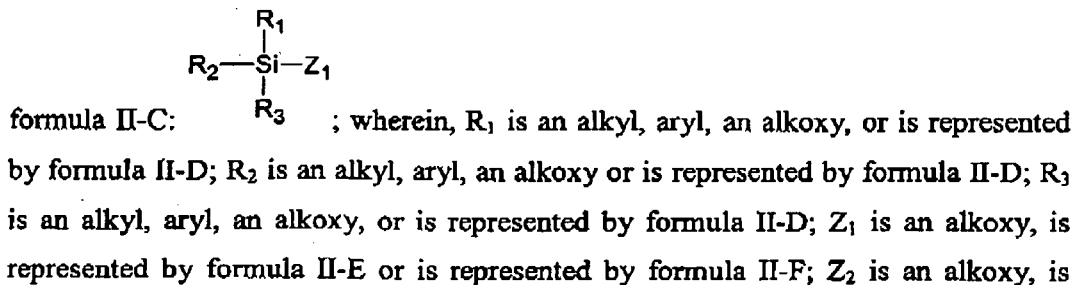 R₁
R₂—Si—Z₁
R₃
formula II-C: ; wherein, R₁ is an alkyl, aryl, an alkoxy, or is represented
by formula II-D; R₂ is an alkyl, aryl, an alkoxy or is represented by formula II-D; R₃
is an alkyl, aryl, an alkoxy, or is represented by formula II-D; Z₁ is an alkoxy, is
represented by formula II-E or is represented by formula II-F; Z₂ is an alkoxy, is